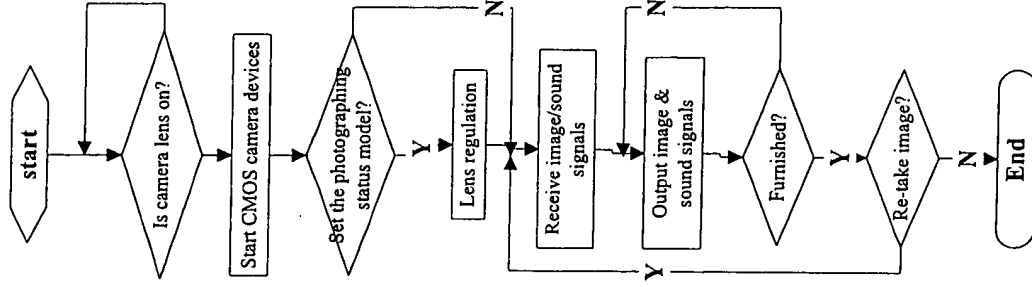 start
Is camera lens on?
Start CMOS camera devices
Set the photographing
status model?
N
Y
Lens regulation
Receive image/sound
signals
Output image &
sound signals
N
Furnished?
Y
Re-take image?
Y
N
End